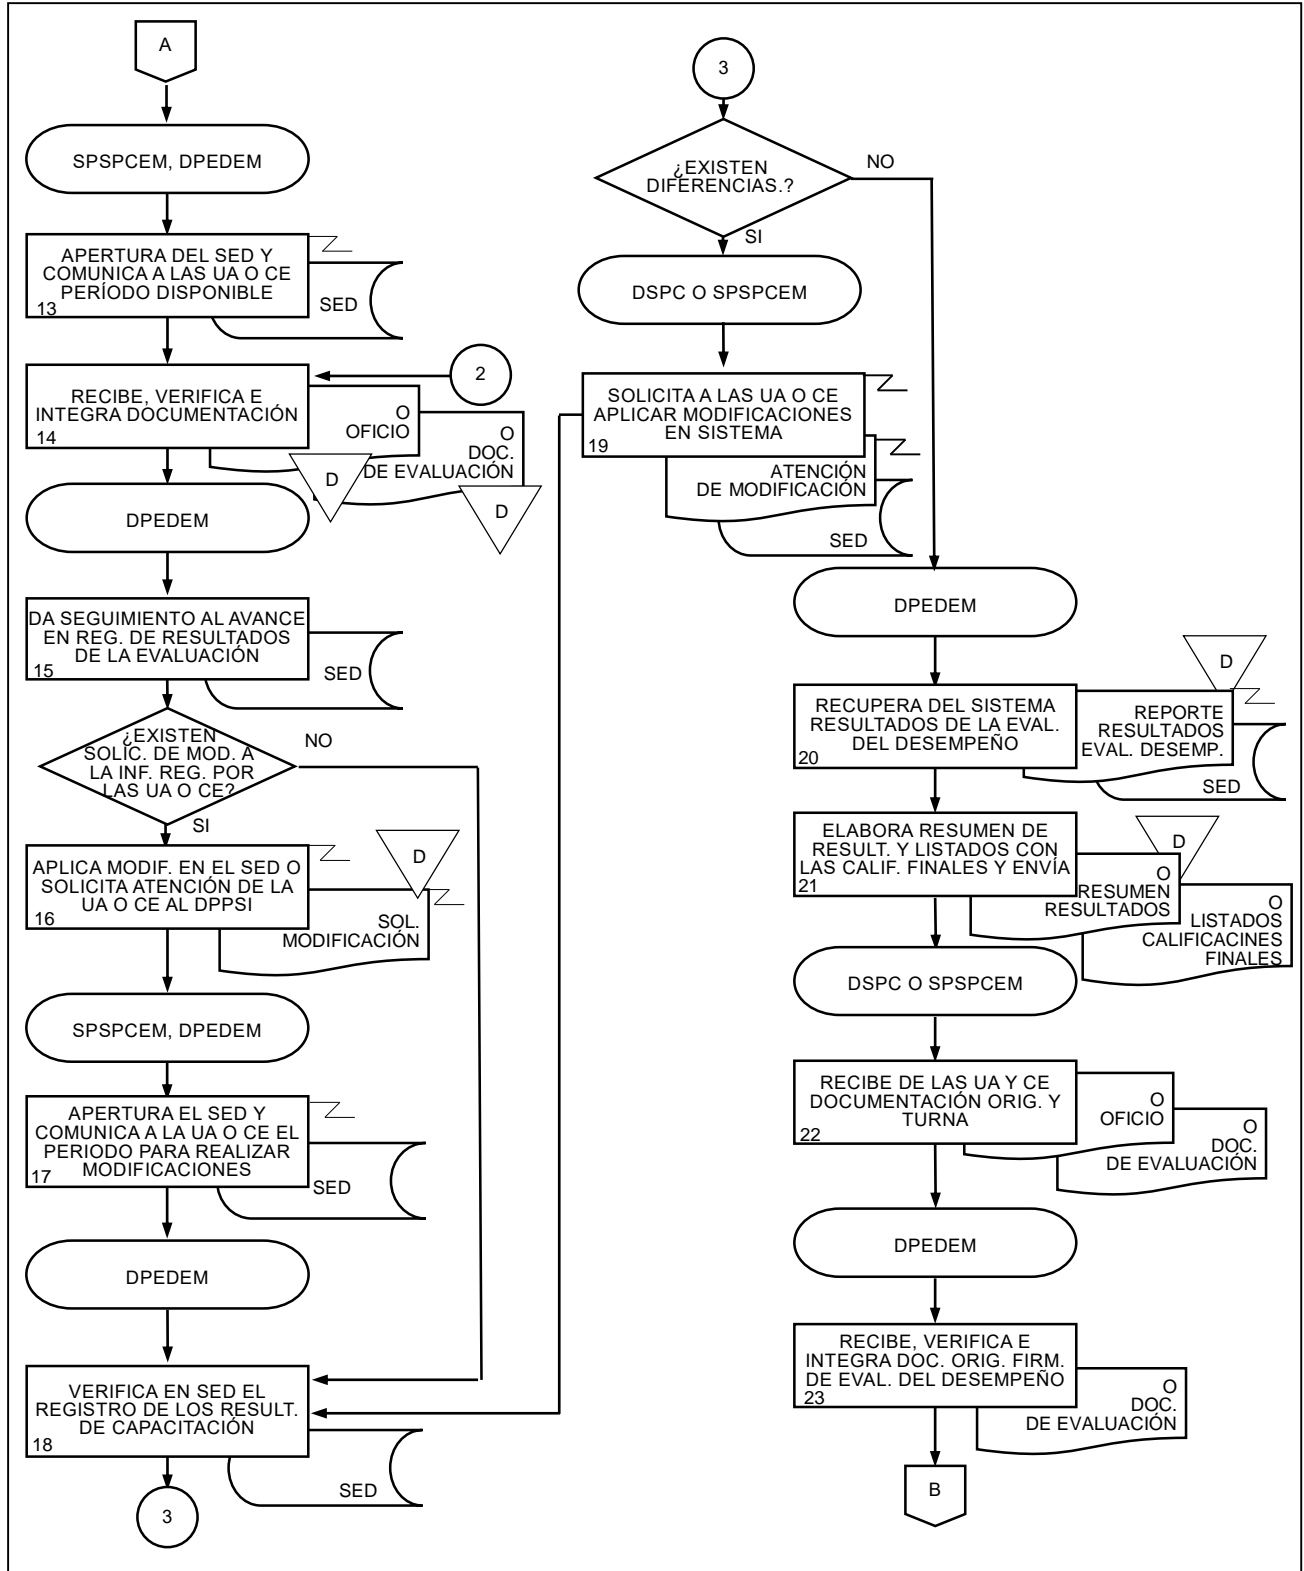 A
SPSPCEM, DPEDEM
APERTURA DEL SED Y
COMUNICA A LAS UA O CE
PERÍODO DISPONIBLE
13
SED
2
RECIBE, VERIFICA E
INTEGRA DOCUMENTACIÓN
14
O
OFICIO
O
DOC.
DE EVALUACIÓN
D
D
DPEDEM
DA SEGUIMIENTO AL AVANCE
EN REG. DE RESULTADOS
DE LA EVALUACIÓN
15
SED
¿EXISTEN
SOLIC. DE MOD. A
LA INF. REG. POR
LAS UA O CE?
NO
SI
APLICA MODIF. EN EL SED O
SOLICITA ATENCIÓN DE LA
UA O CE AL DPPSI
16
D
SOL.
MODIFICACIÓN
SPSPCEM, DPEDEM
APERTURA EL SED Y
COMUNICA A LA UA O CE EL
PERIODO PARA REALIZAR
MODIFICACIONES
17
SED
DPEDEM
VERIFICA EN SED EL
REGISTRO DE LOS RESULT.
DE CAPACITACIÓN
18
SED
3
3
¿EXISTEN
DIFERENCIAS.?
NO
SI
DSPC O SPSPCEM
SOLICITA A LAS UA O CE
APLICAR MODIFICACIONES
EN SISTEMA
19
ATENCIÓN
DE MODIFICACIÓN
SED
DPEDEM
RECUPERA DEL SISTEMA
RESULTADOS DE LA EVAL.
DEL DESEMPEÑO
20
D
REPORTE
RESULTADOS
EVAL. DESEMP.
SED
ELABORA RESUMEN DE
RESULT. Y LISTADOS CON
LAS CALIF. FINALES Y ENVÍA
21
D
O
RESUMEN
RESULTADOS
O
LISTADOS
CALIFICACINES
FINALES
DSPC O SPSPCEM
RECIBE DE LAS UA Y CE
DOCUMENTACIÓN ORIG. Y
TURNA
22
O
OFICIO
O
DOC.
DE EVALUACIÓN
DPEDEM
RECIBE, VERIFICA E
INTEGRA DOC. ORIG. FIRM.
DE EVAL. DEL DESEMPEÑO
23
O
DOC.
DE EVALUACIÓN
B